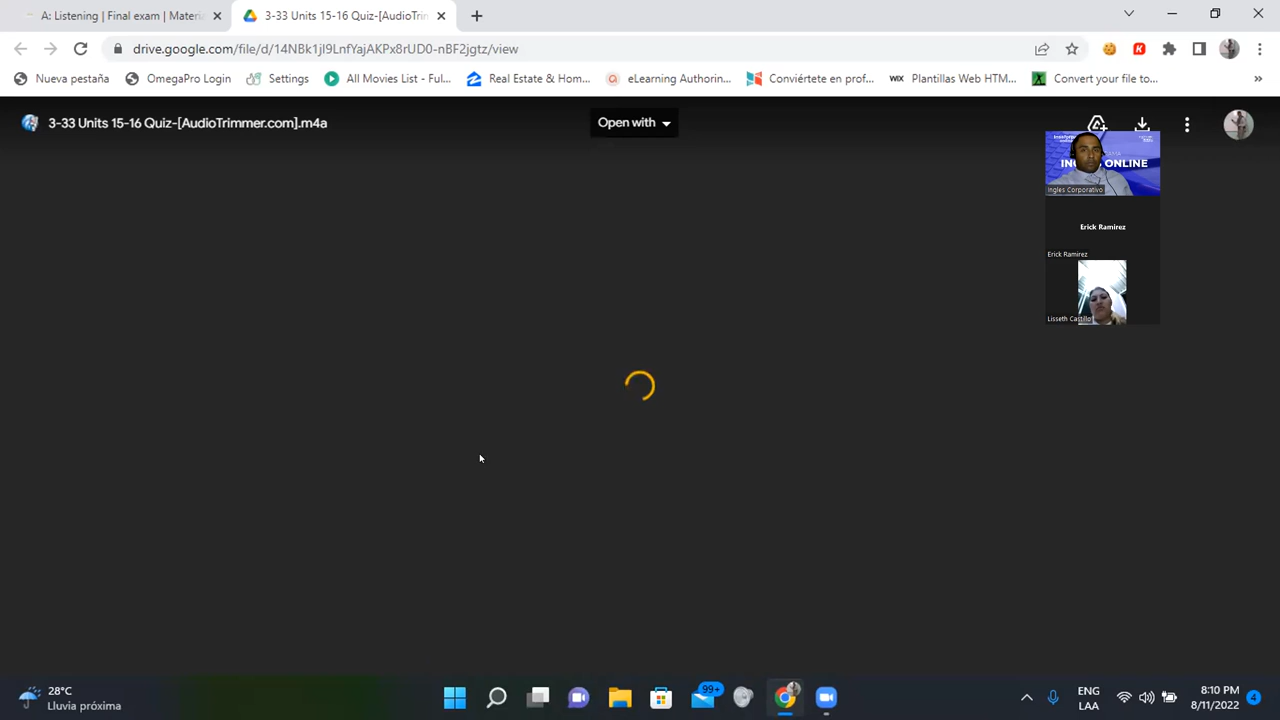 A: Listening | Final exam | Materia
3-33 Units 15-16 Quiz-[AudioTrim
drive.google.com/file/d/14NBk1jI9LnfYajAKPx8rUD0-nBF2jgtz/view
Nueva pestaña
OmegaPro Login
Settings
All Movies List - Ful...
Real Estate & Hom...
eLearning Authorin...
Conviértete en prof...
WIX Plantillas Web HTM...
Convert your file to...
3-33 Units 15-16 Quiz-[AudioTrimmer.com].m4a
Open with
ONLINE
Ingles Corporativo
Erick Ramirez
Erick Ramirez
Lisseth Castillo
28°C
Lluvia próxima
99+
ENG
LAA
8:10 PM
8/11/2022
4